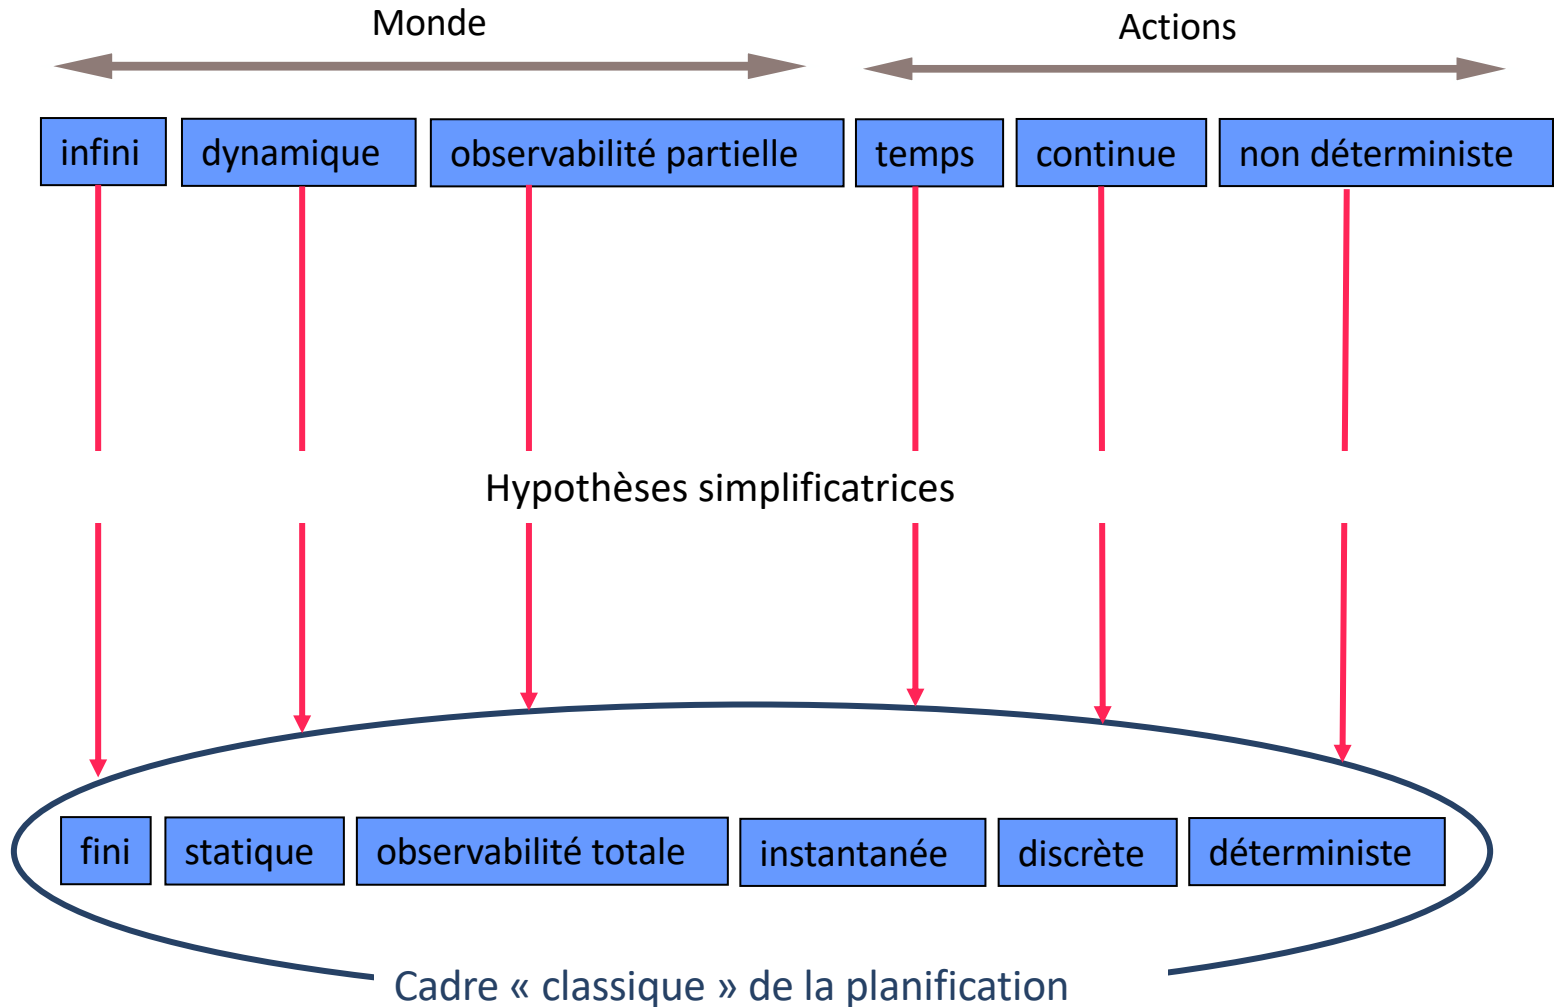 Monde
Actions
infini
dynamique
observabilité partielle
temps
continue
non déterministe
Hypothèses simplificatrices
fini
statique
observabilité totale
instantanée
discrète
déterministe
Cadre « classique » de la planification